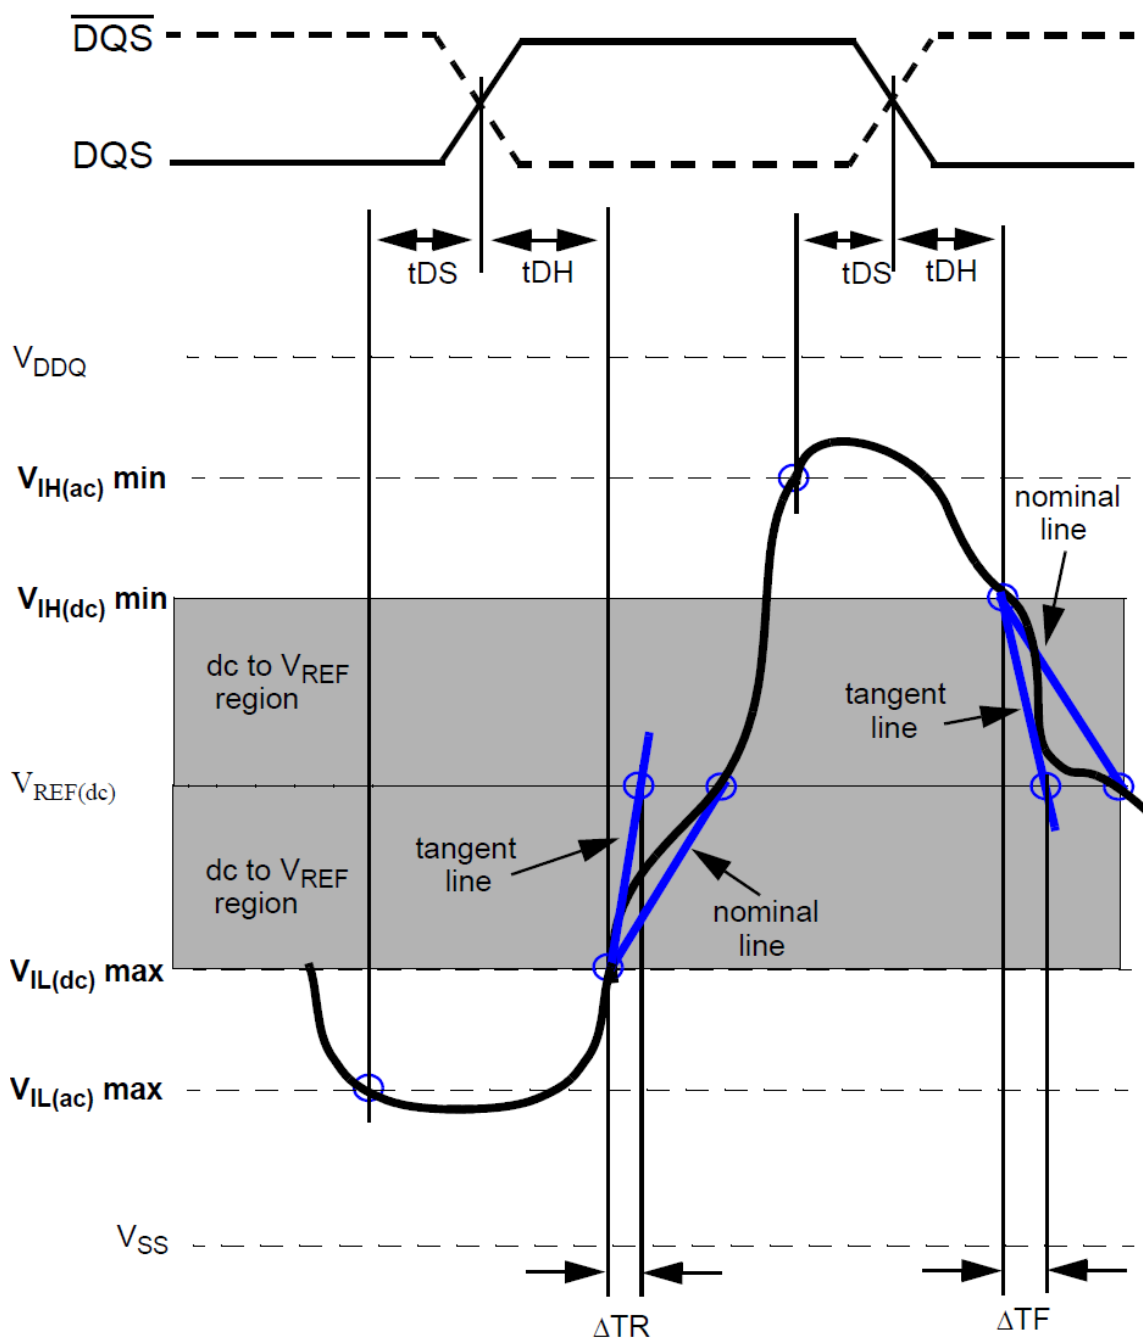 DQS
DQS
tDS
tDH
tDS
tDH
VDDQ
VIH(ac) min
nominal
line
VIH(dc) min
dc to VREF
region
tangent
line
VREF(dc)
tangent
line
dc to VREF
region
nominal
line
VIL(dc) max
VIL(ac) max
VSS
ΔTR
ΔTF